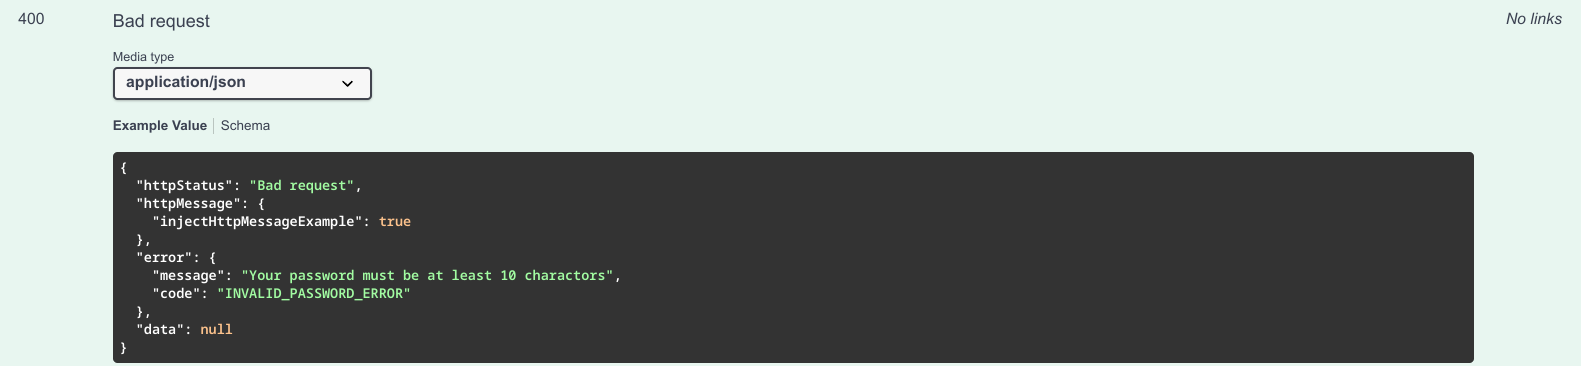 400 Bad request No links
Media type
application/json
Example Value Schema
{
"httpStatus": "Bad request",
"httpMessage": {
"injectHttpMessageExample": true
},
"error": {
"message": "Your password must be at least 10 charactors",
"code": "INVALID_PASSWORD_ERROR"
},
"data": null
}